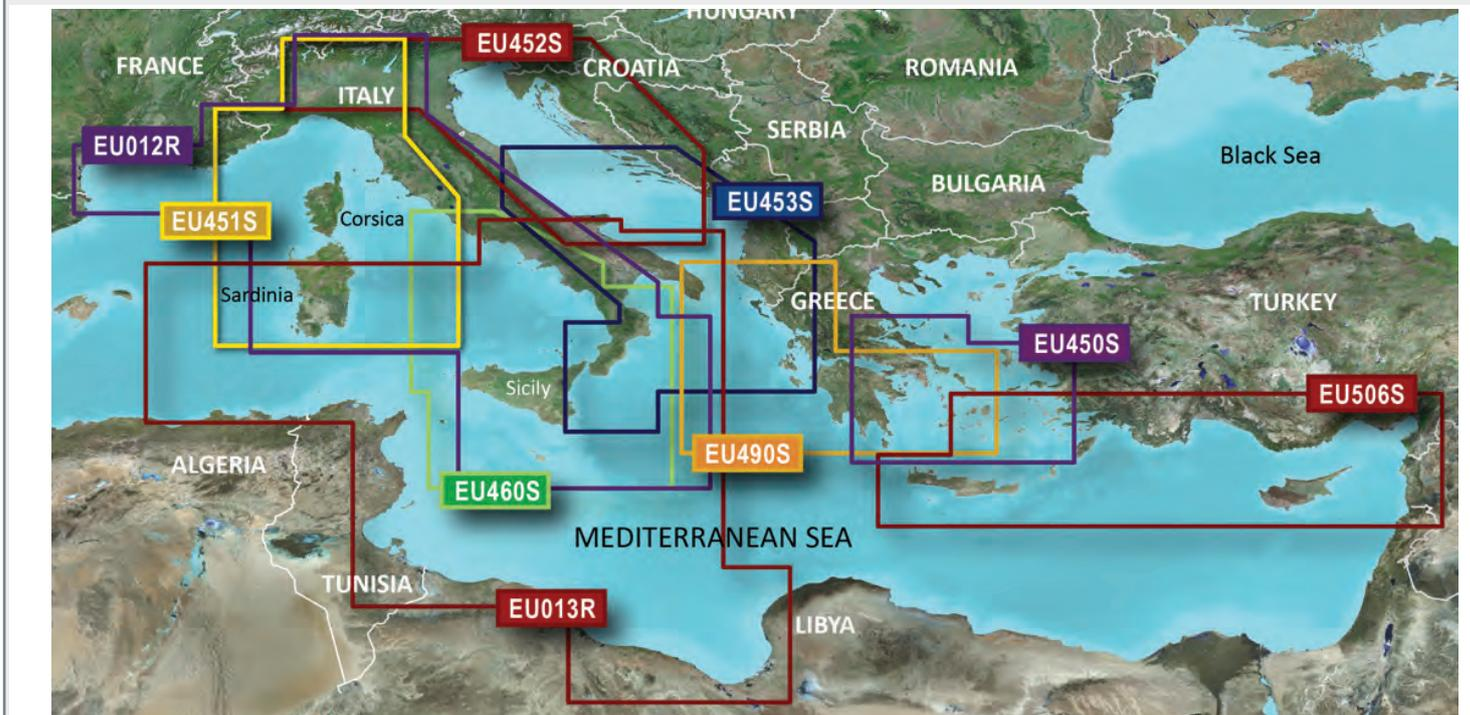 HUNGARY
EU452S
FRANCE
CROATIA
ROMANIA
ITALY
SERBIA
EU012R
Black Sea
BULGARIA
EU453S
EU451S
Corsica
Sardinia
GREECE
TURKEY
EU450S
Sicily
EU506S
EU490S
ALGERIA
EU460S
MEDITERRANEAN SEA
TUNISIA
EU013R
LIBYA